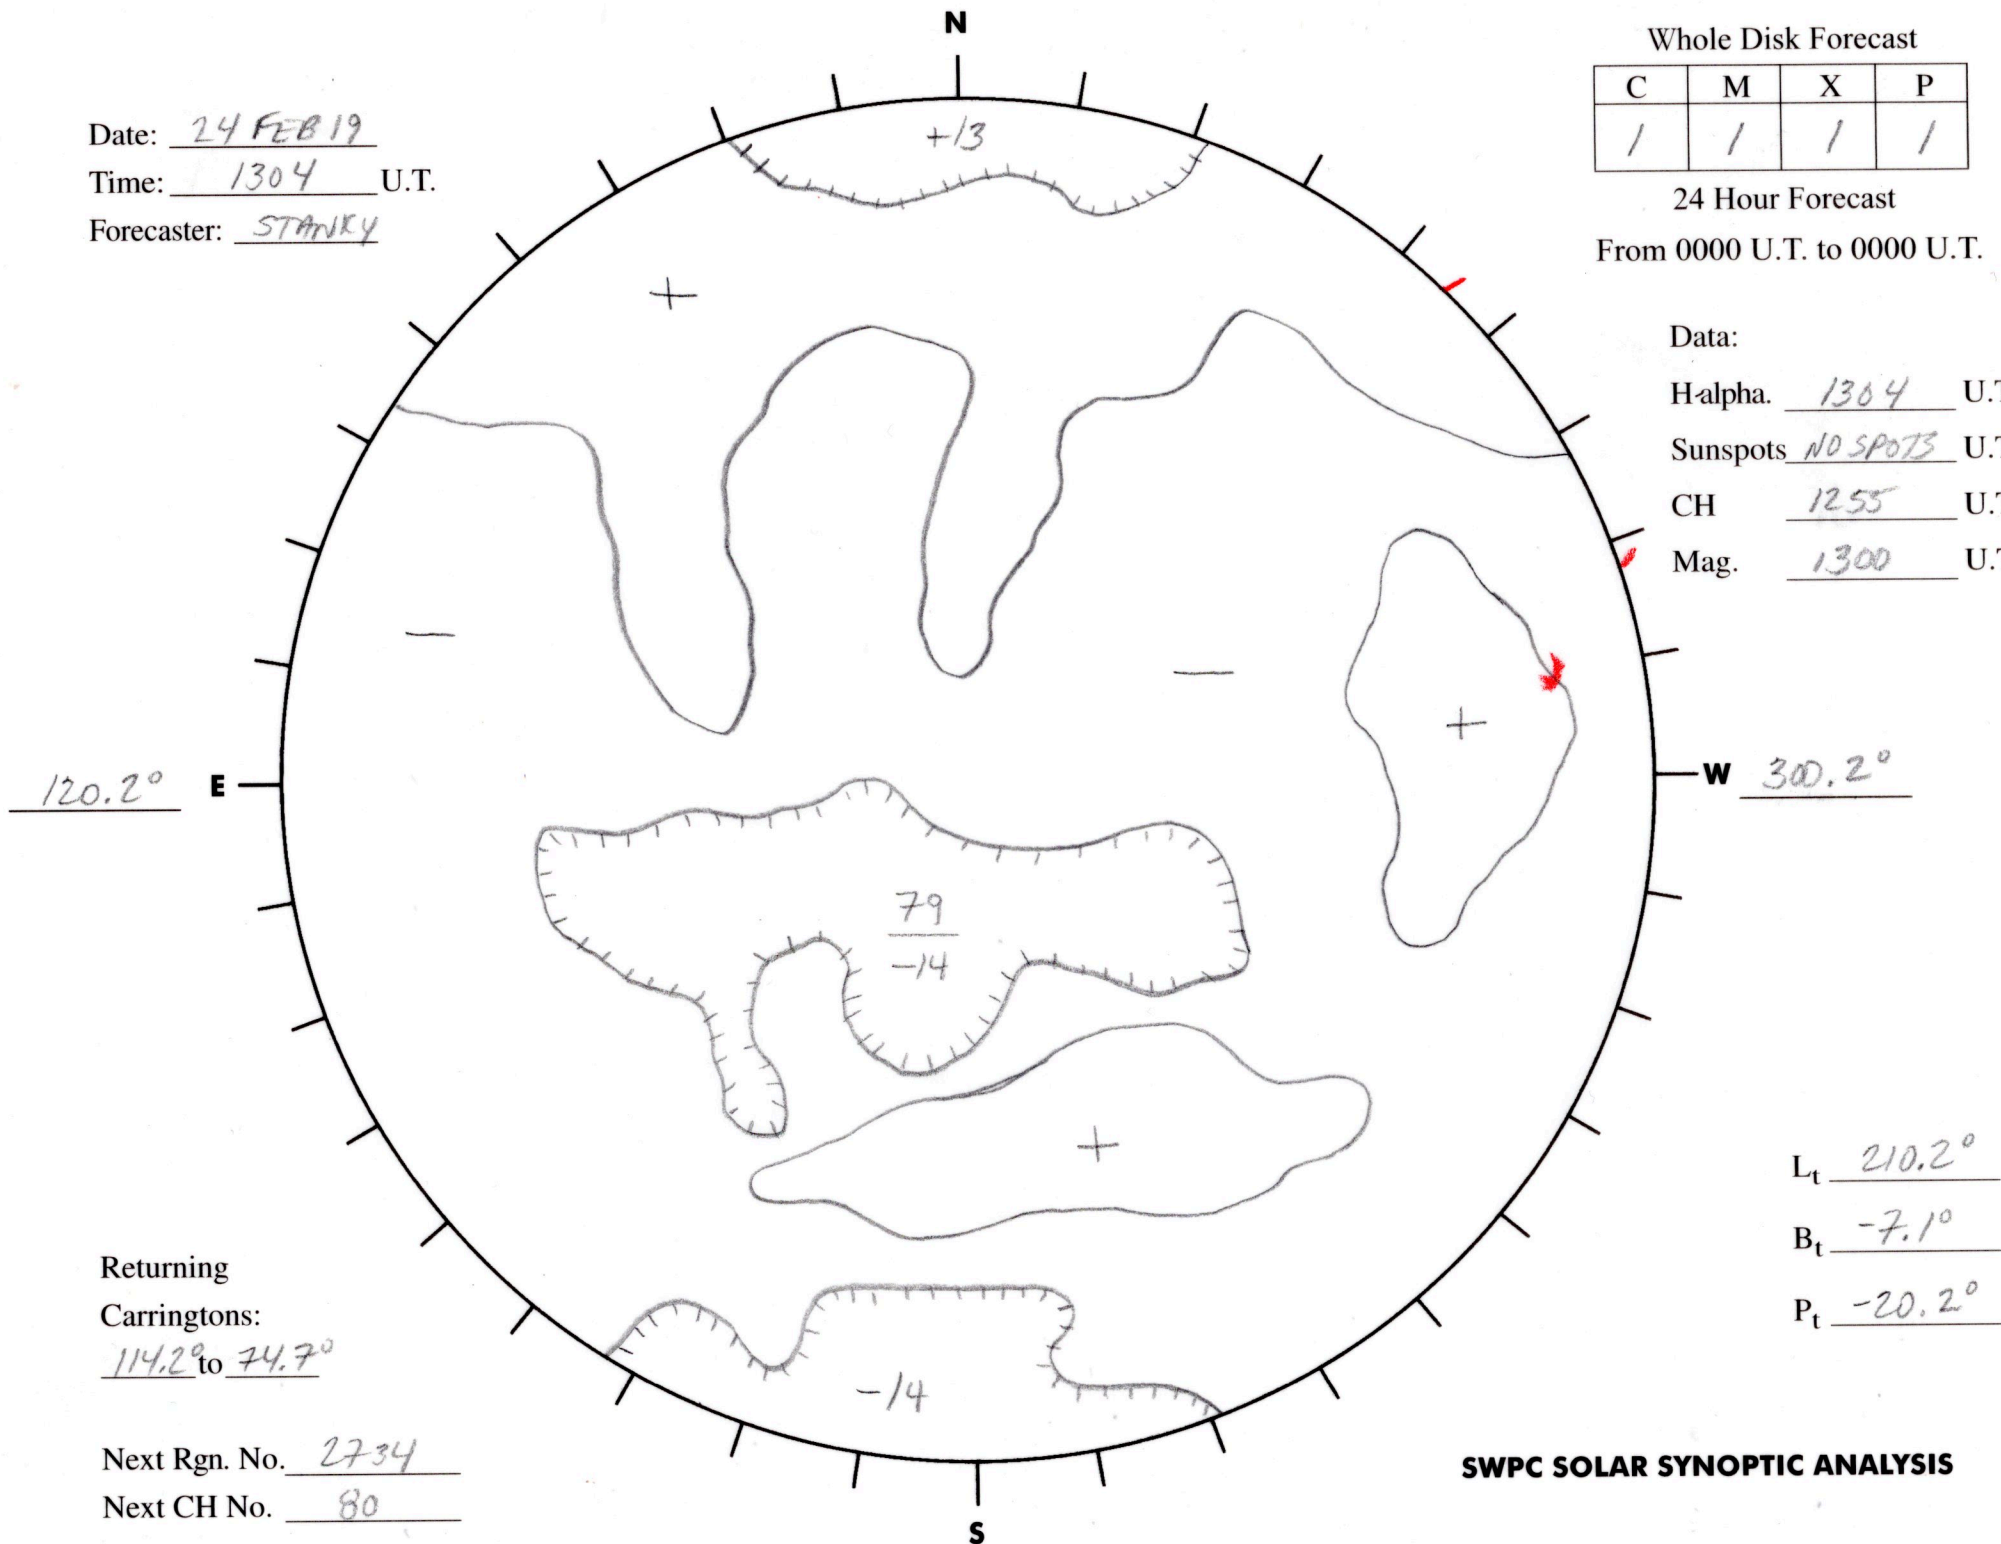 N
Whole Disk Forecast
C M X P
1 1 1 1
24 Hour Forecast
From 0000 U.T. to 0000 U.T.
Date: 24 FEB 19
Time: 1304 U.T.
Forecaster: STANKY
+13
+
Data:
H-alpha. 1304 U.T
Sunspots NO SPOTS U.T
CH 1255 U.T
Mag. 1300 U.T
—
—
+
120.2° E
W 300.2°
79
-14
+
Lt 210.2°
Bt -7.1°
Pt -20.2°
Returning
Carringtons:
114.2° to 74.7°
-14
Next Rgn. No. 2734
Next CH No. 80
SWPC SOLAR SYNOPTIC ANALYSIS
S